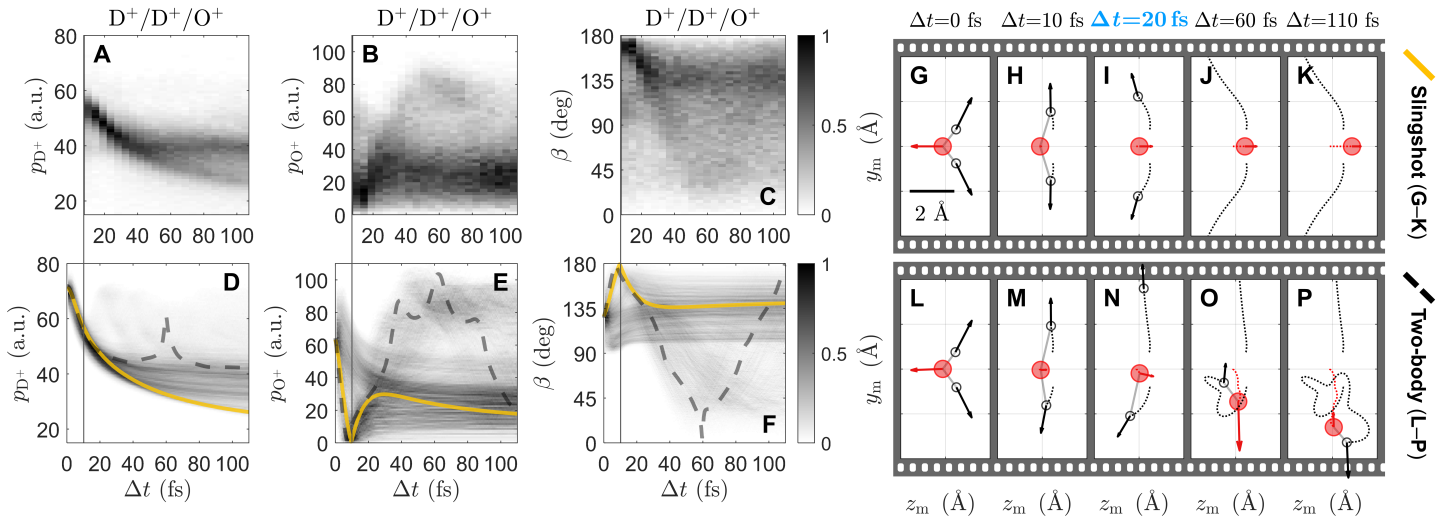 D⁺/D⁺/O⁺
D⁺/D⁺/O⁺
D⁺/D⁺/O⁺
A
80
60
40
20
p_D⁺ (a.u.)
20 40 60 80 100
B
100
80
60
40
20
0
p_O⁺ (a.u.)
20 40 60 80 100
C
180
135
90
45
0
β (deg)
20 40 60 80 100
1
0.5
0
D
80
60
40
20
p_D⁺ (a.u.)
0 20 40 60 80 100
Δt (fs)
E
100
80
60
40
20
0
p_O⁺ (a.u.)
0 20 40 60 80 100
Δt (fs)
F
180
135
90
45
0
β (deg)
0 20 40 60 80 100
Δt (fs)
1
0.5
0
Δt=0 fs
Δt=10 fs
Δt=20 fs
Δt=60 fs
Δt=110 fs
G
H
I
J
K
2 Å
y_m (Å)
Slingshot (G–K)
L
M
N
O
P
y_m (Å)
Two-body (L–P)
z_m (Å)
z_m (Å)
z_m (Å)
z_m (Å)
z_m (Å)